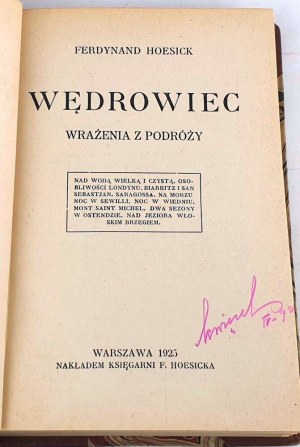 FERDYNAND HOESICK
WĘDROWIEC
WRAŻENIA Z PODRÓŻY
NAD WODĄ WIELKĄ I CZYSTĄ. OSO-
BLIWOŚCI LONDYNU. BIARRITZ I SAN
SEBASTJAN. SARAGOSSA. NA MORZU
NOC W SEWILLI. NOC W WIEDNIU.
MONT SAINT MICHEL. DWA SEZONY
W OSTENDZIE. NAD JEZIORA WŁO-
SKIM BRZEGIEM.
WARSZAWA 1925
NAKŁADEM KSIĘGARNI F. HOESICKA